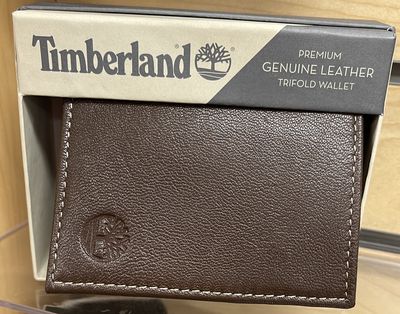 Timberland
PREMIUM
GENUINE LEATHER
TRIFOLD WALLET